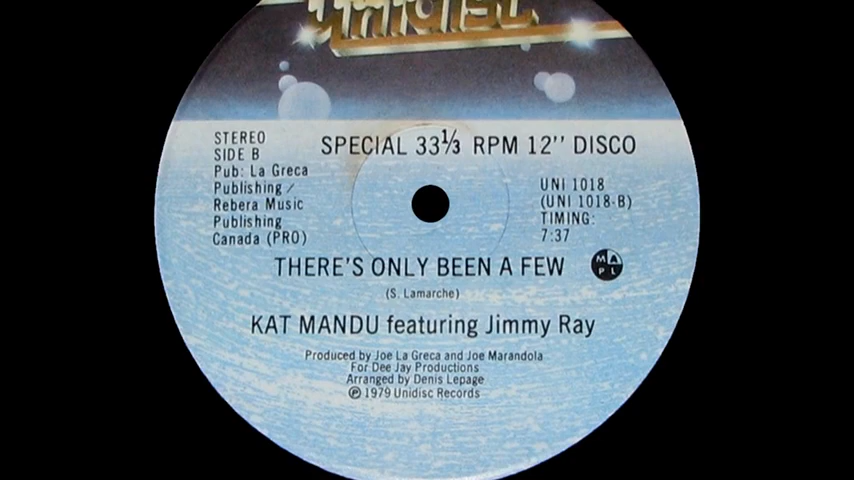 Unidisc
STEREO
SIDE B
Pub: La Greca
Publishing /
Rebera Music
Publishing
Canada (PRO)
SPECIAL 33⅓ RPM 12'' DISCO
UNI 1018
(UNI 1018-B)
TIMING:
7:37
THERE'S ONLY BEEN A FEW
M A
P L
(S. Lamarche)
KAT MANDU featuring Jimmy Ray
Produced by Joe La Greca and Joe Marandola
For Dee Jay Productions
Arranged by Denis Lepage
℗ 1979 Unidisc Records